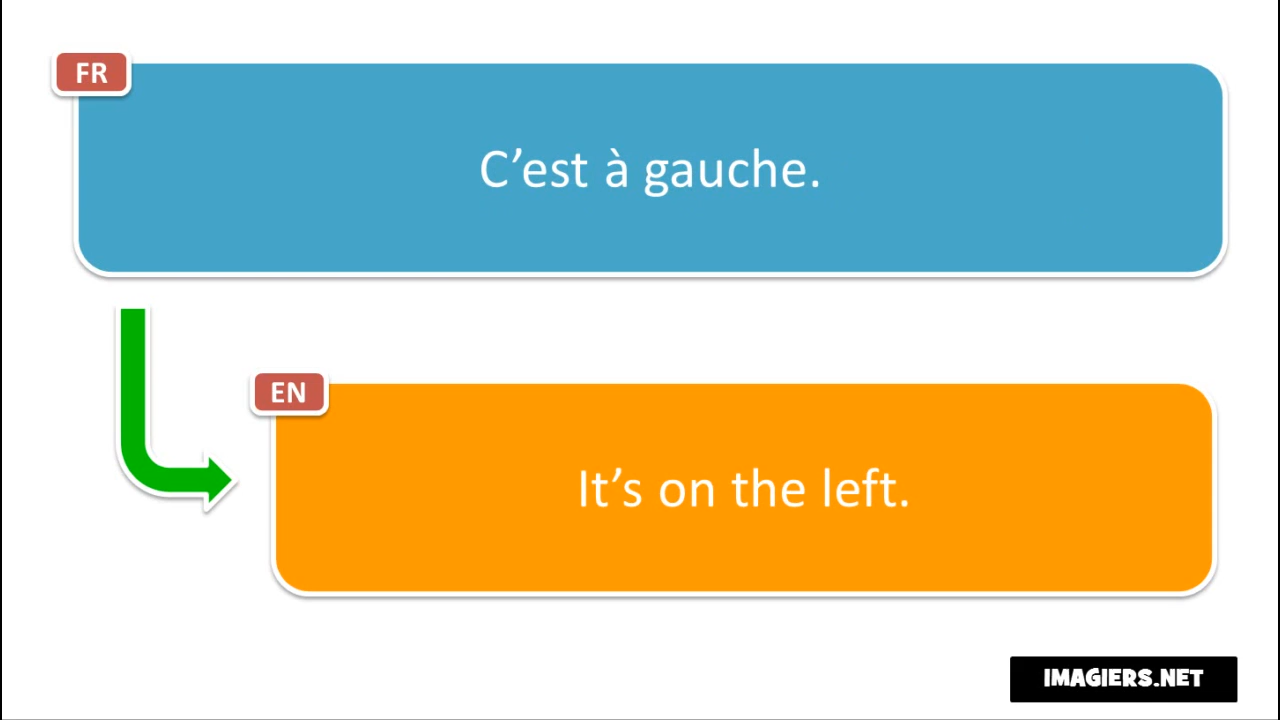 FR
C’est à gauche.
EN
It’s on the left.
IMAGIERS.NET